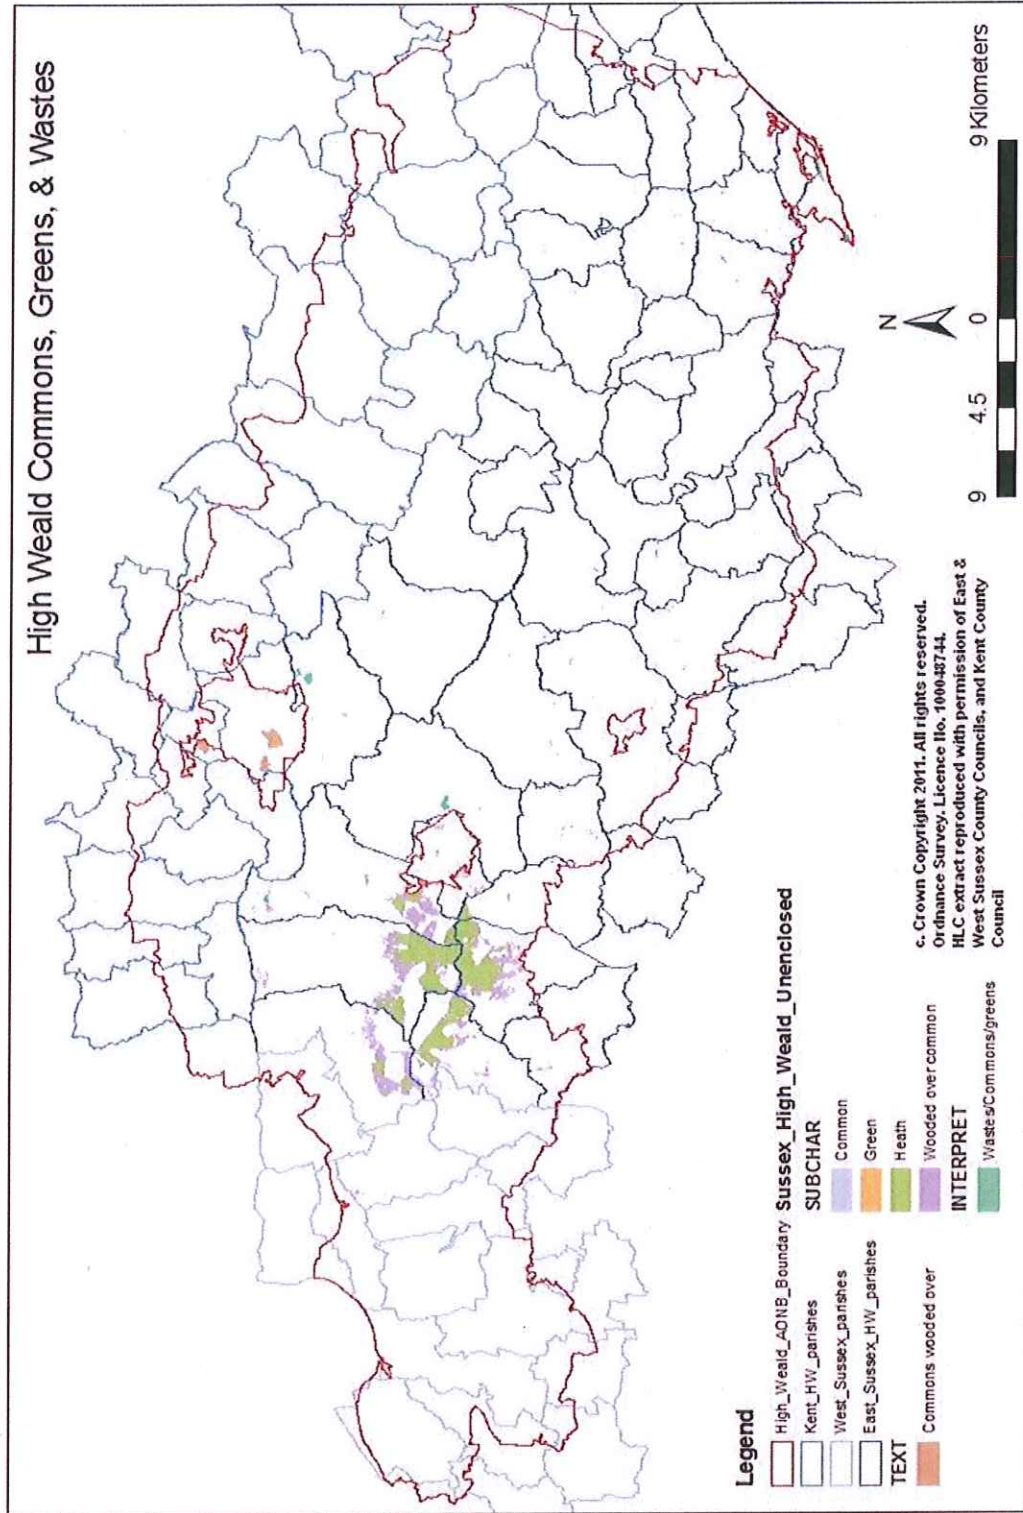 High Weald Commons, Greens, & Wastes
N
9
4.5
0
9 Kilometers
Legend
High_Weald_AONB_Boundary
Kent_HW_parishes
West_Sussex_parishes
East_Sussex_HW_parishes
TEXT
Commons wooded over
Sussex_High_Weald_Unenclosed
SUBCHAR
Common
Green
Heath
Wooded over common
INTERPRET
Wastes/Commons/greens
c. Crown Copyright 2011. All rights reserved.
Ordnance Survey. Licence No. 100048744.
HLC extract reproduced with permission of East &
West Sussex County Councils, and Kent County
Council